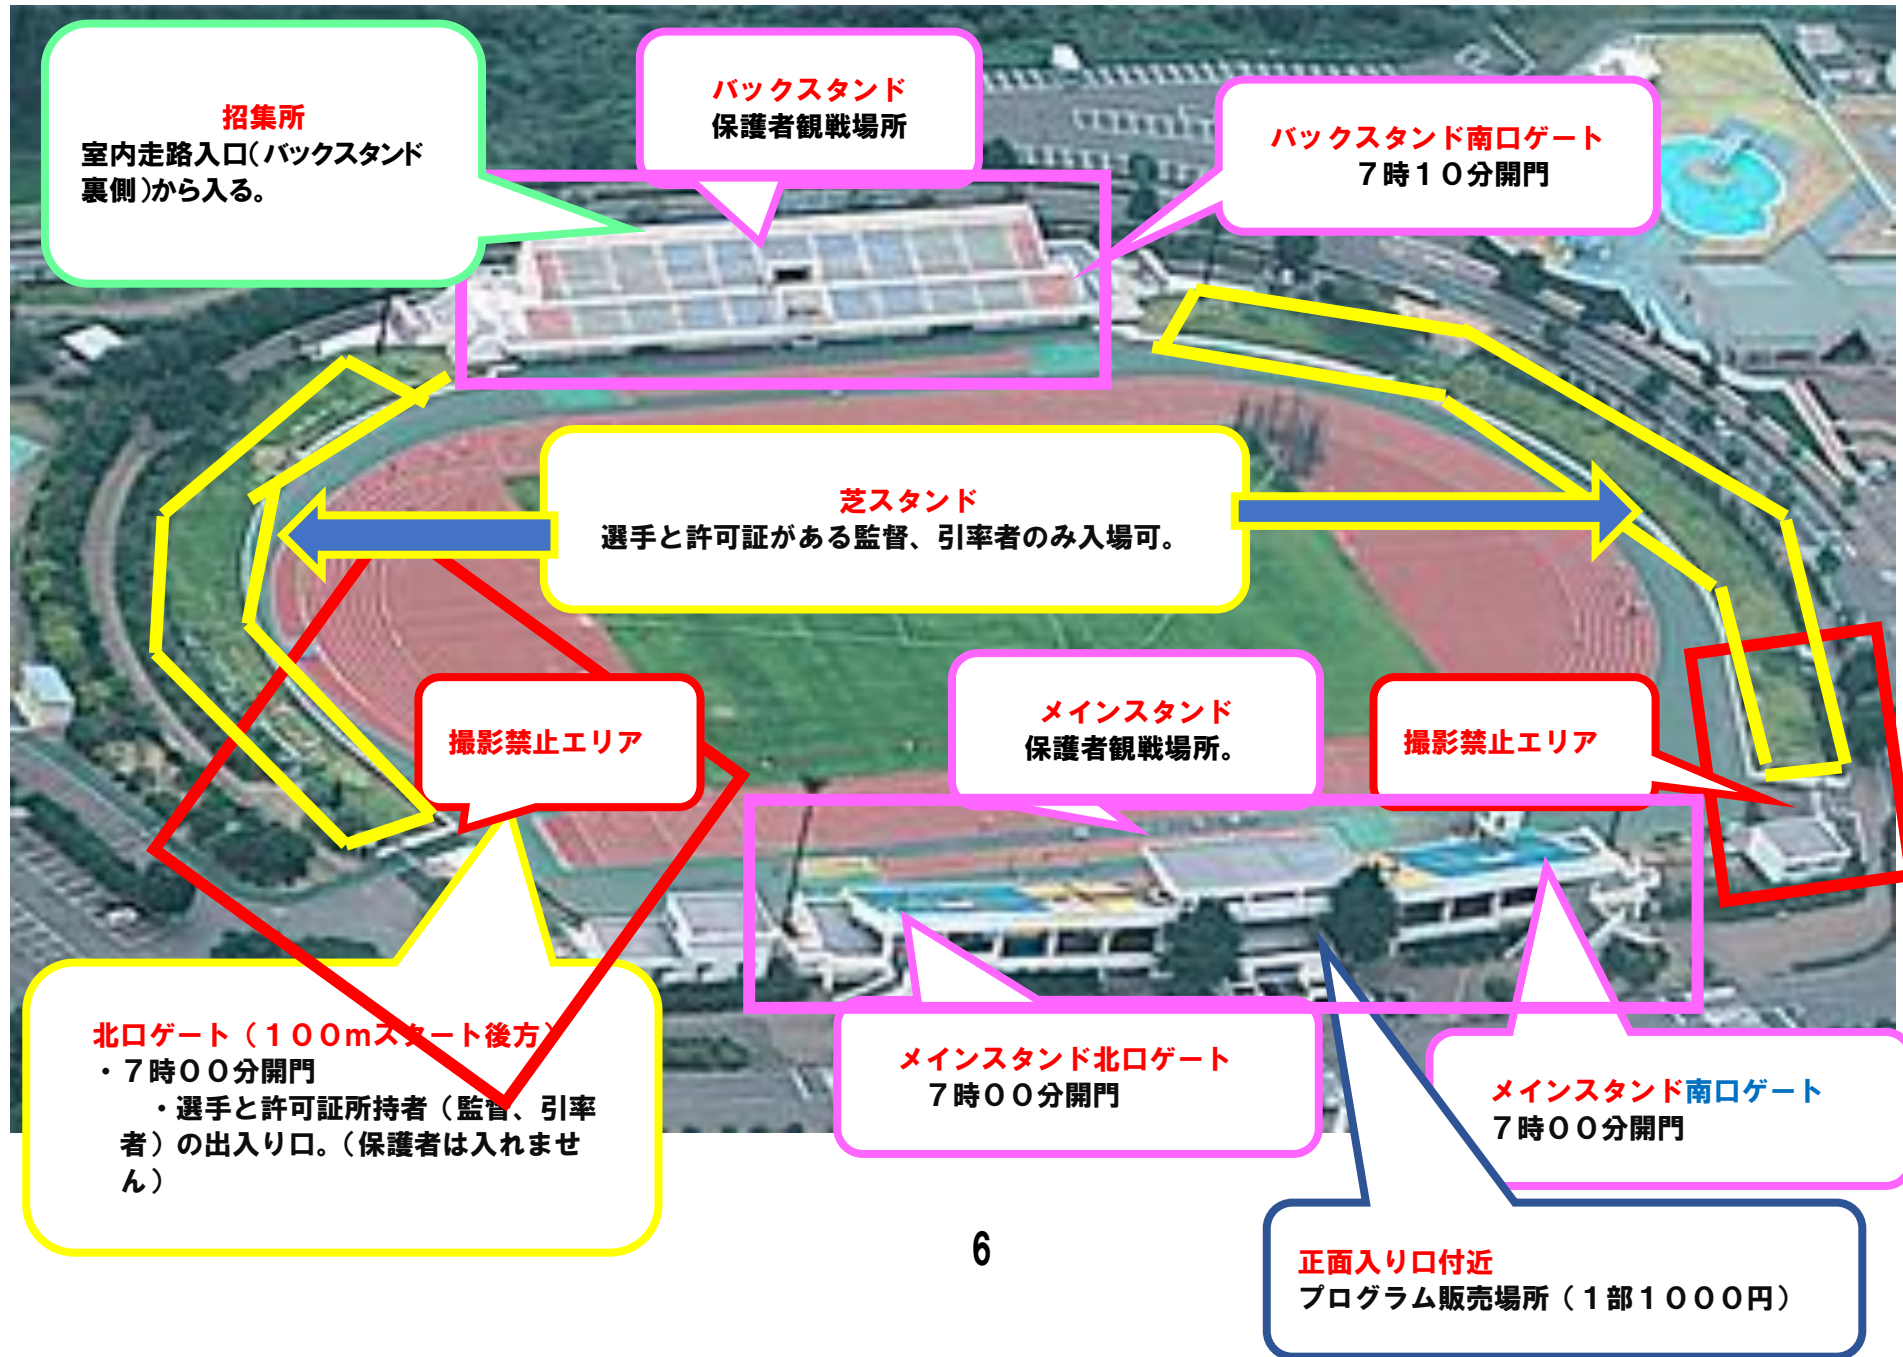 招集所
室内走路入口(バックスタンド
裏側)から入る。
バックスタンド
保護者観戦場所
バックスタンド南口ゲート
7時10分開門
芝スタンド
選手と許可証がある監督、引率者のみ入場可。
撮影禁止エリア
メインスタンド
保護者観戦場所。
撮影禁止エリア
北口ゲート(100mスタート後方)
・7時00分開門
・選手と許可証所持者(監督、引率
者)の出入り口。(保護者は入れませ
ん)
メインスタンド北口ゲート
7時00分開門
メインスタンド南口ゲート
7時00分開門
正面入り口付近
プログラム販売場所(1部1000円)
6